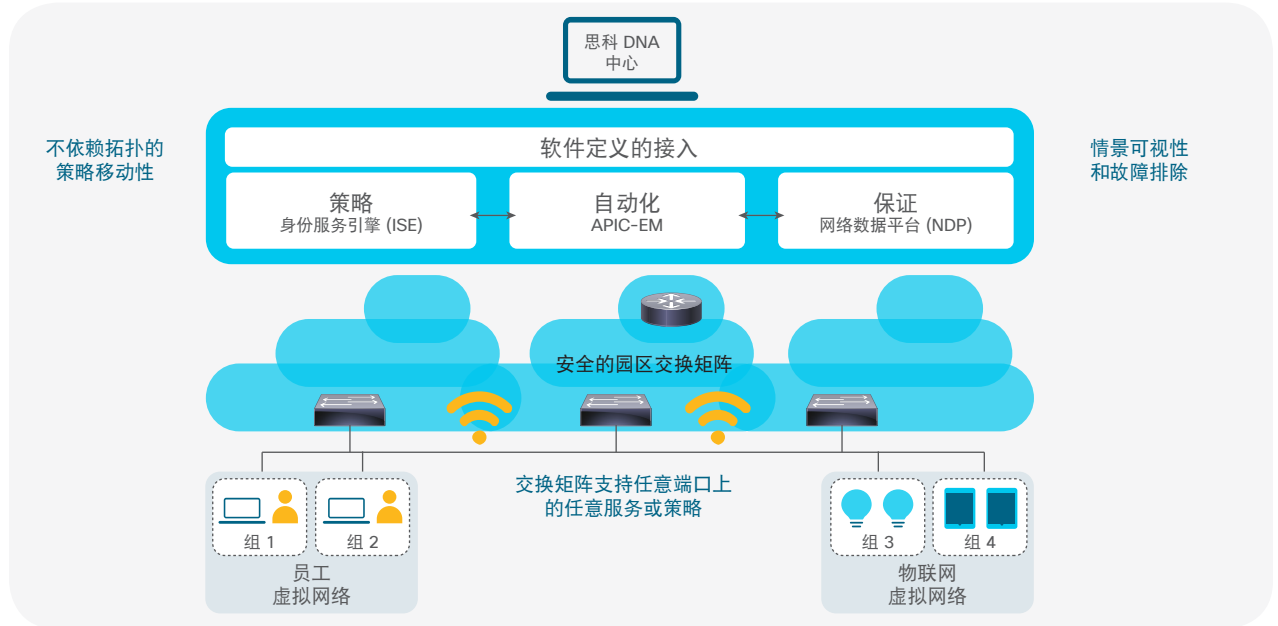 思科 DNA
中心
不依赖拓扑的
策略移动性
软件定义的接入
情景可视性
和故障排除
策略
身份服务引擎 (ISE)
自动化
APIC-EM
保证
网络数据平台 (NDP)
安全的园区交换矩阵
交换矩阵支持任意端口上
的任意服务或策略
组 1
组 2
员工
虚拟网络
组 3
组 4
物联网
虚拟网络